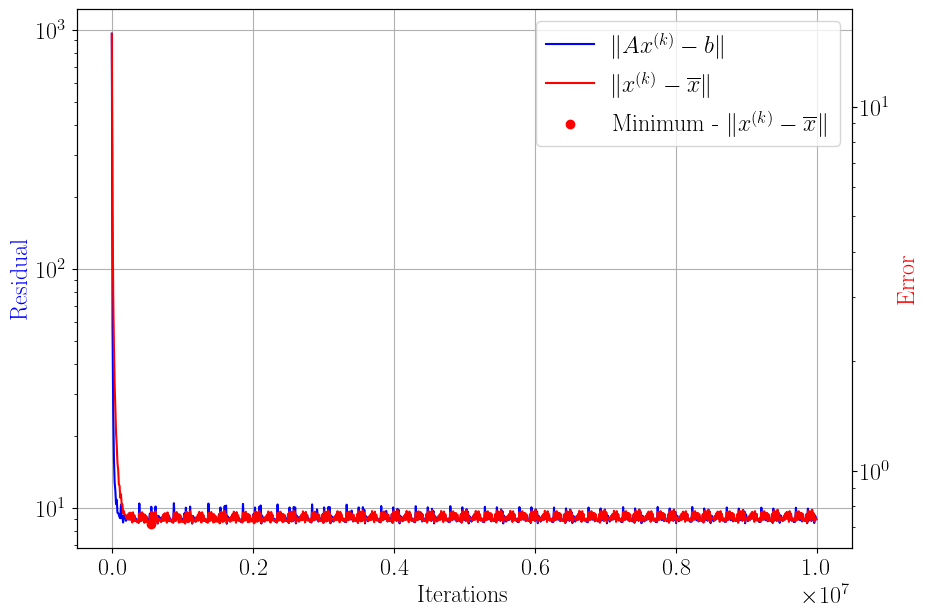 10³
10²
10¹
Residual
‖Ax⁽ᵏ⁾ − b‖
‖x⁽ᵏ⁾ − x̅‖
Minimum - ‖x⁽ᵏ⁾ − x̅‖
10¹
10⁰
Error
0.0 0.2 0.4 0.6 0.8 1.0
×10⁷
Iterations